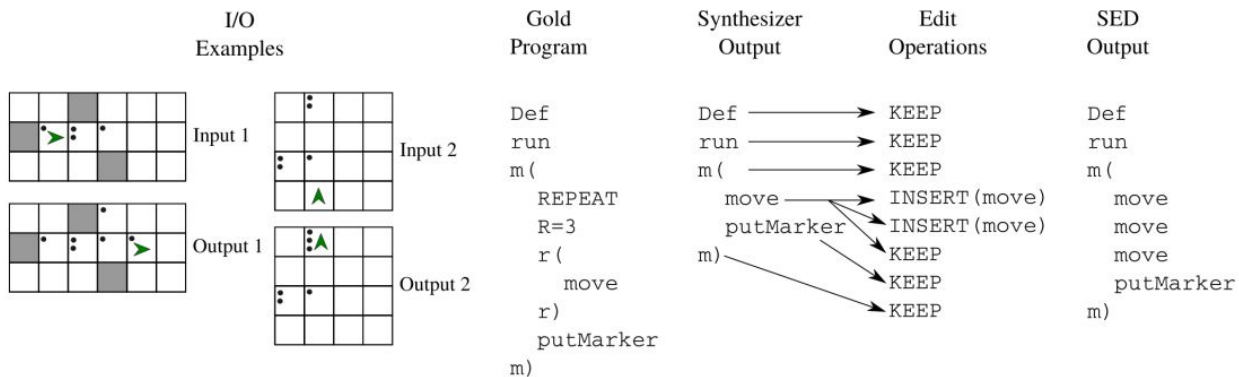 I/O
Examples
Input 1
Output 1
Input 2
Output 2
Gold
Program
Def
run
m(
REPEAT
R=3
r(
move
r)
putMarker
m)
Synthesizer
Output
Def
run
m(
move
putMarker
m)
Edit
Operations
KEEP
KEEP
KEEP
INSERT(move)
INSERT(move)
KEEP
KEEP
KEEP
SED
Output
Def
run
m(
move
move
move
putMarker
m)